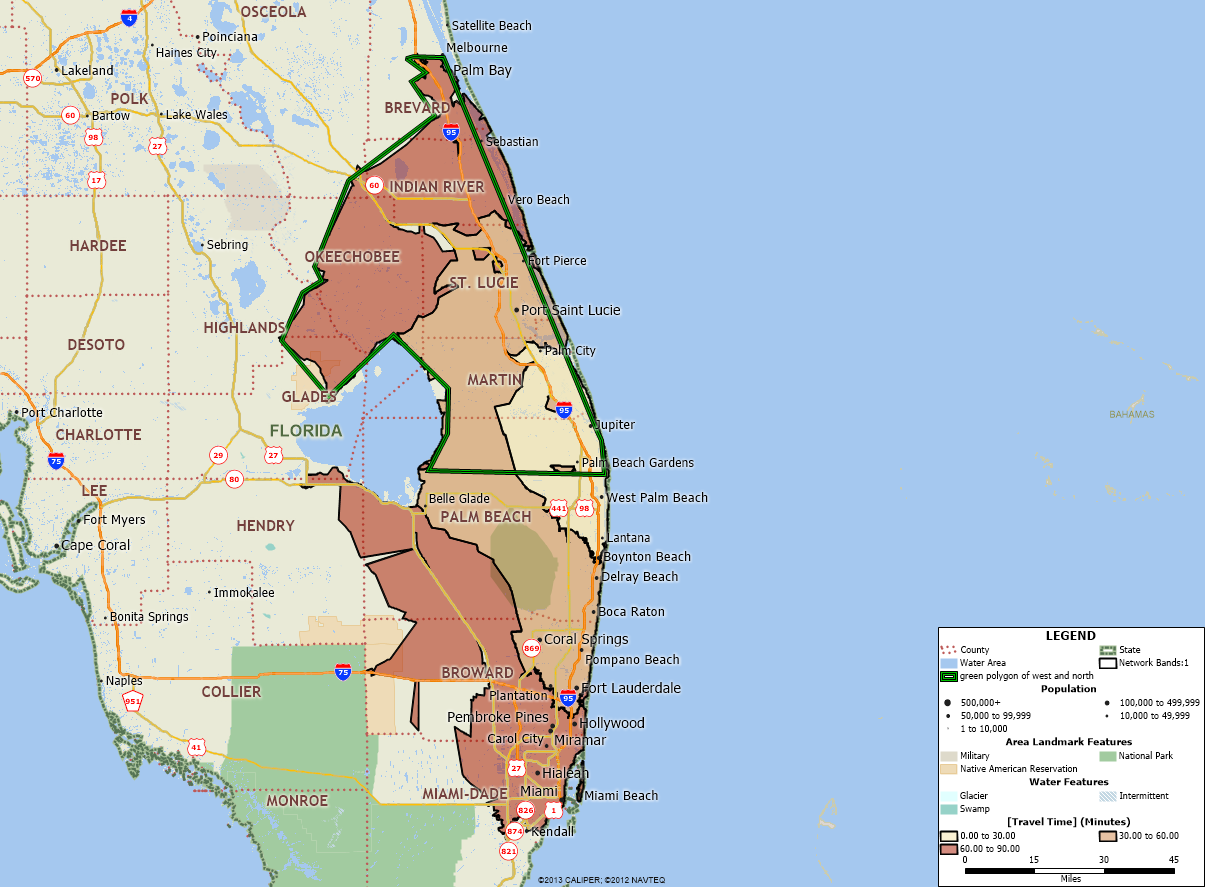 OSCEOLA
4
Satellite Beach
Poinciana
Melbourne
Haines City
Lakeland
Palm Bay
570
POLK
BREVARD
60
Bartow
Lake Wales
95
98
27
Sebastian
17
60
INDIAN RIVER
Vero Beach
HARDEE
Sebring
OKEECHOBEE
Fort Pierce
ST. LUCIE
Port Saint Lucie
HIGHLANDS
DESOTO
Palm City
MARTIN
GLADES
95
Port Charlotte
BAHAMAS
Jupiter
CHARLOTTE
FLORIDA
29
27
75
Palm Beach Gardens
80
LEE
Belle Glade
West Palm Beach
441
98
Fort Myers
PALM BEACH
HENDRY
Lantana
Cape Coral
Boynton Beach
Delray Beach
Immokalee
Boca Raton
Bonita Springs
Coral Springs
869
Pompano Beach
75
BROWARD
Naples
COLLIER
Fort Lauderdale
Plantation
95
951
Pembroke Pines
Hollywood
Carol City
Miramar
41
27
Hialeah
MIAMI-DADE
Miami
Miami Beach
MONROE
826
1
874
Kendall
821
©2013 CALIPER; ©2012 NAVTEQ
LEGEND
County
State
Water Area
Network Bands:1
green polygon of west and north
Population
500,000+
100,000 to 499,999
50,000 to 99,999
10,000 to 49,999
1 to 10,000
Area Landmark Features
Military
National Park
Native American Reservation
Water Features
Glacier
Intermittent
Swamp
[Travel Time] (Minutes)
0.00 to 30.00
30.00 to 60.00
60.00 to 90.00
0 15 30 45
Miles